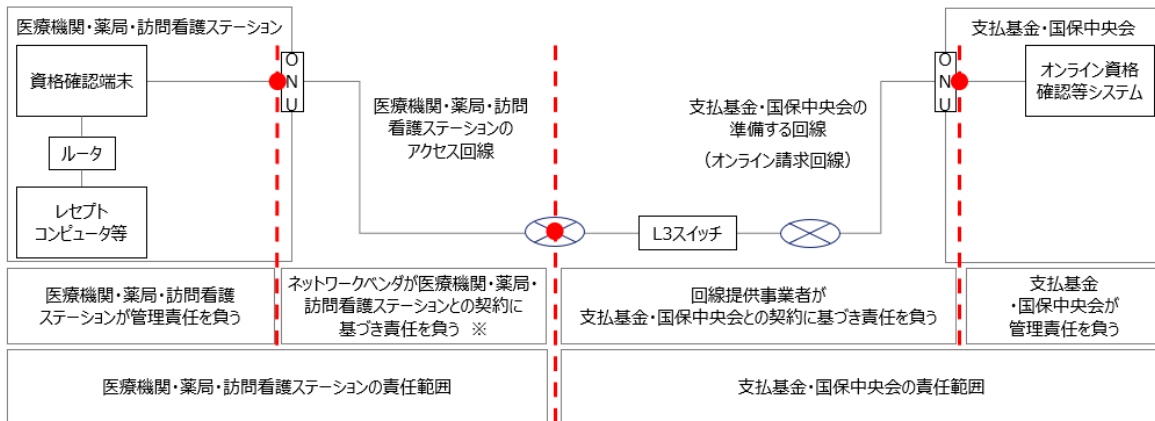 医療機関・薬局・訪問看護ステーション
資格確認端末
ルータ
レセプト
コンピュータ等
ONU
医療機関・薬局・訪問
看護ステーションの
アクセス回線
L3スイッチ
支払基金・国保中央会の
準備する回線
（オンライン請求回線）
ONU
支払基金・国保中央会
オンライン資格
確認等システム
医療機関・薬局・訪問看護
ステーションが管理責任を負う
ネットワークベンダが医療機関・薬局・
訪問看護ステーションとの契約に
基づき責任を負う ※
回線提供事業者が
支払基金・国保中央会との契約に基づき責任を負う
支払基金
・国保中央会が
管理責任を負う
医療機関・薬局・訪問看護ステーションの責任範囲
支払基金・国保中央会の責任範囲